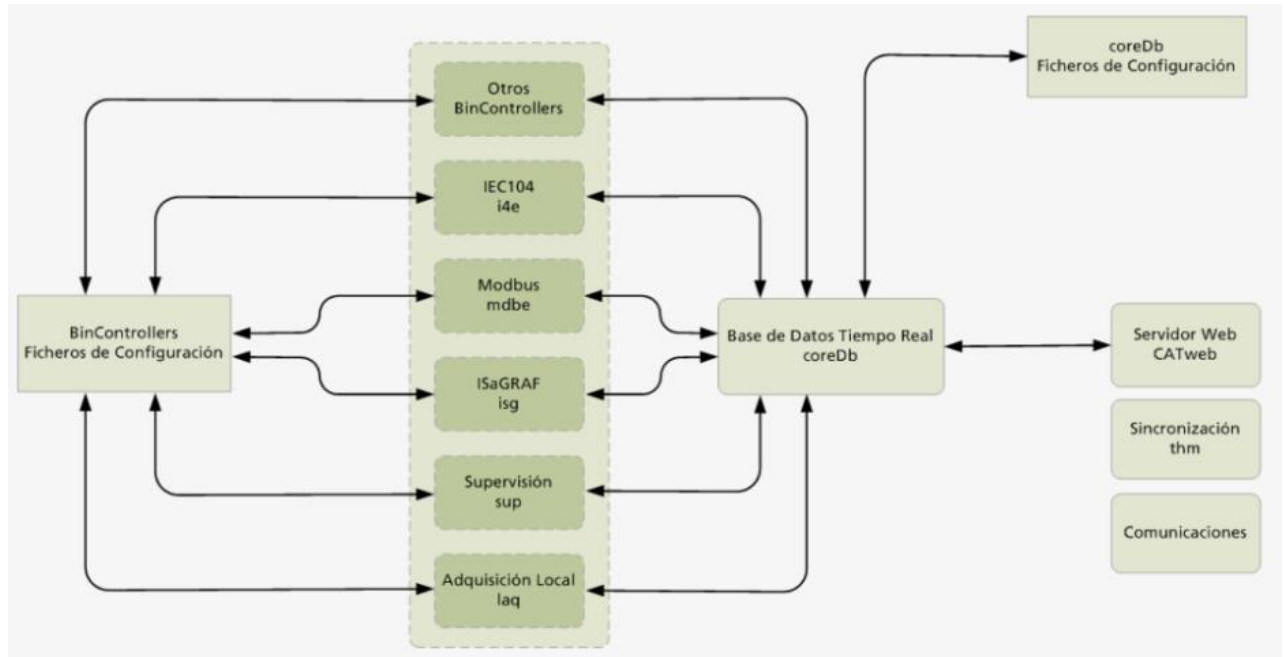 coreDb
Ficheros de Configuración
Otros
BinControllers
IEC104
i4e
Modbus
mdbe
BinControllers
Ficheros de Configuración
ISaGRAF
isg
Supervisión
sup
Adquisición Local
laq
Base de Datos Tiempo Real
coreDb
Servidor Web
CATweb
Sincronización
thm
Comunicaciones